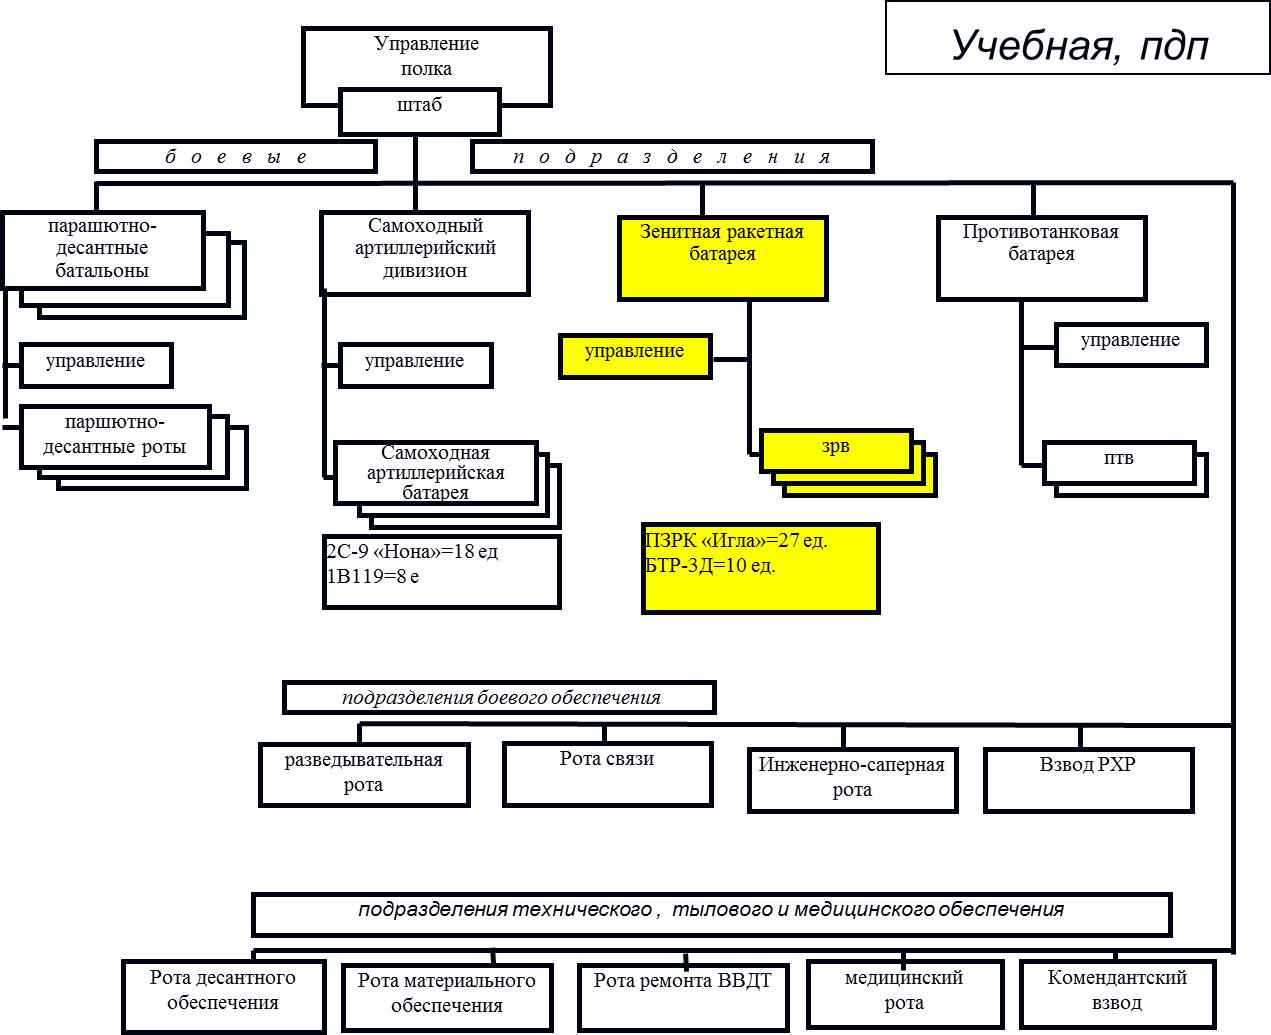 Учебная, пдп
Управление
полка
штаб
боевые
подразделения
парашютно-
десантные
батальоны
Самоходный
артиллерийский
дивизион
Зенитная ракетная
батарея
Противотанковая
батарея
управление
управление
управление
управление
паршютно-
десантные роты
Самоходная
артиллерийская
батарея
зрв
птв
2С-9 «Нона»=18 ед
1В119=8 е
ПЗРК «Игла»=27 ед.
БТР-3Д=10 ед.
подразделения боевого обеспечения
разведывательная
рота
Рота связи
Инженерно-саперная
рота
Взвод РХР
подразделения технического , тылового и медицинского обеспечения
Рота десантного
обеспечения
Рота материального
обеспечения
Рота ремонта ВВДТ
медицинский
рота
Комендантский
взвод